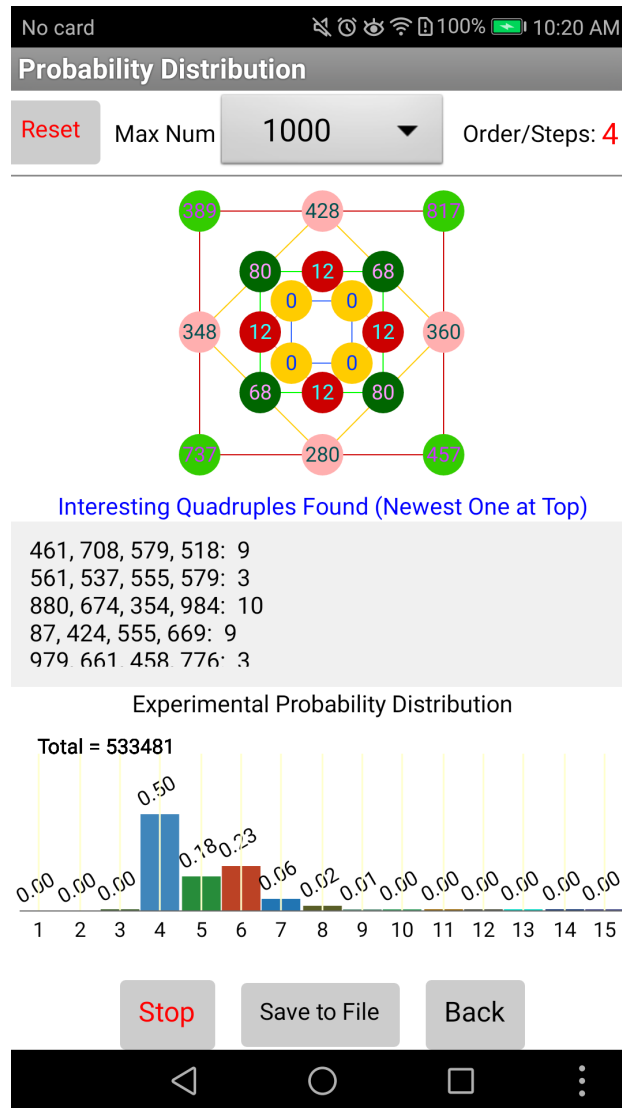 No card 100% 10:20 AM
Probability Distribution
Reset Max Num 1000 Order/Steps: 4
389 428 817
80 12 68
0 0
348 12 12 360
0 0
68 12 80
737 280 457
Interesting Quadruples Found (Newest One at Top)
461, 708, 579, 518: 9
561, 537, 555, 579: 3
880, 674, 354, 984: 10
87, 424, 555, 669: 9
979, 661, 458, 776: 3
Experimental Probability Distribution
Total = 533481
0.00 0.00 0.00 0.50 0.18 0.23 0.06 0.02 0.01 0.00 0.00 0.00 0.00 0.00 0.00
1 2 3 4 5 6 7 8 9 10 11 12 13 14 15
Stop Save to File Back